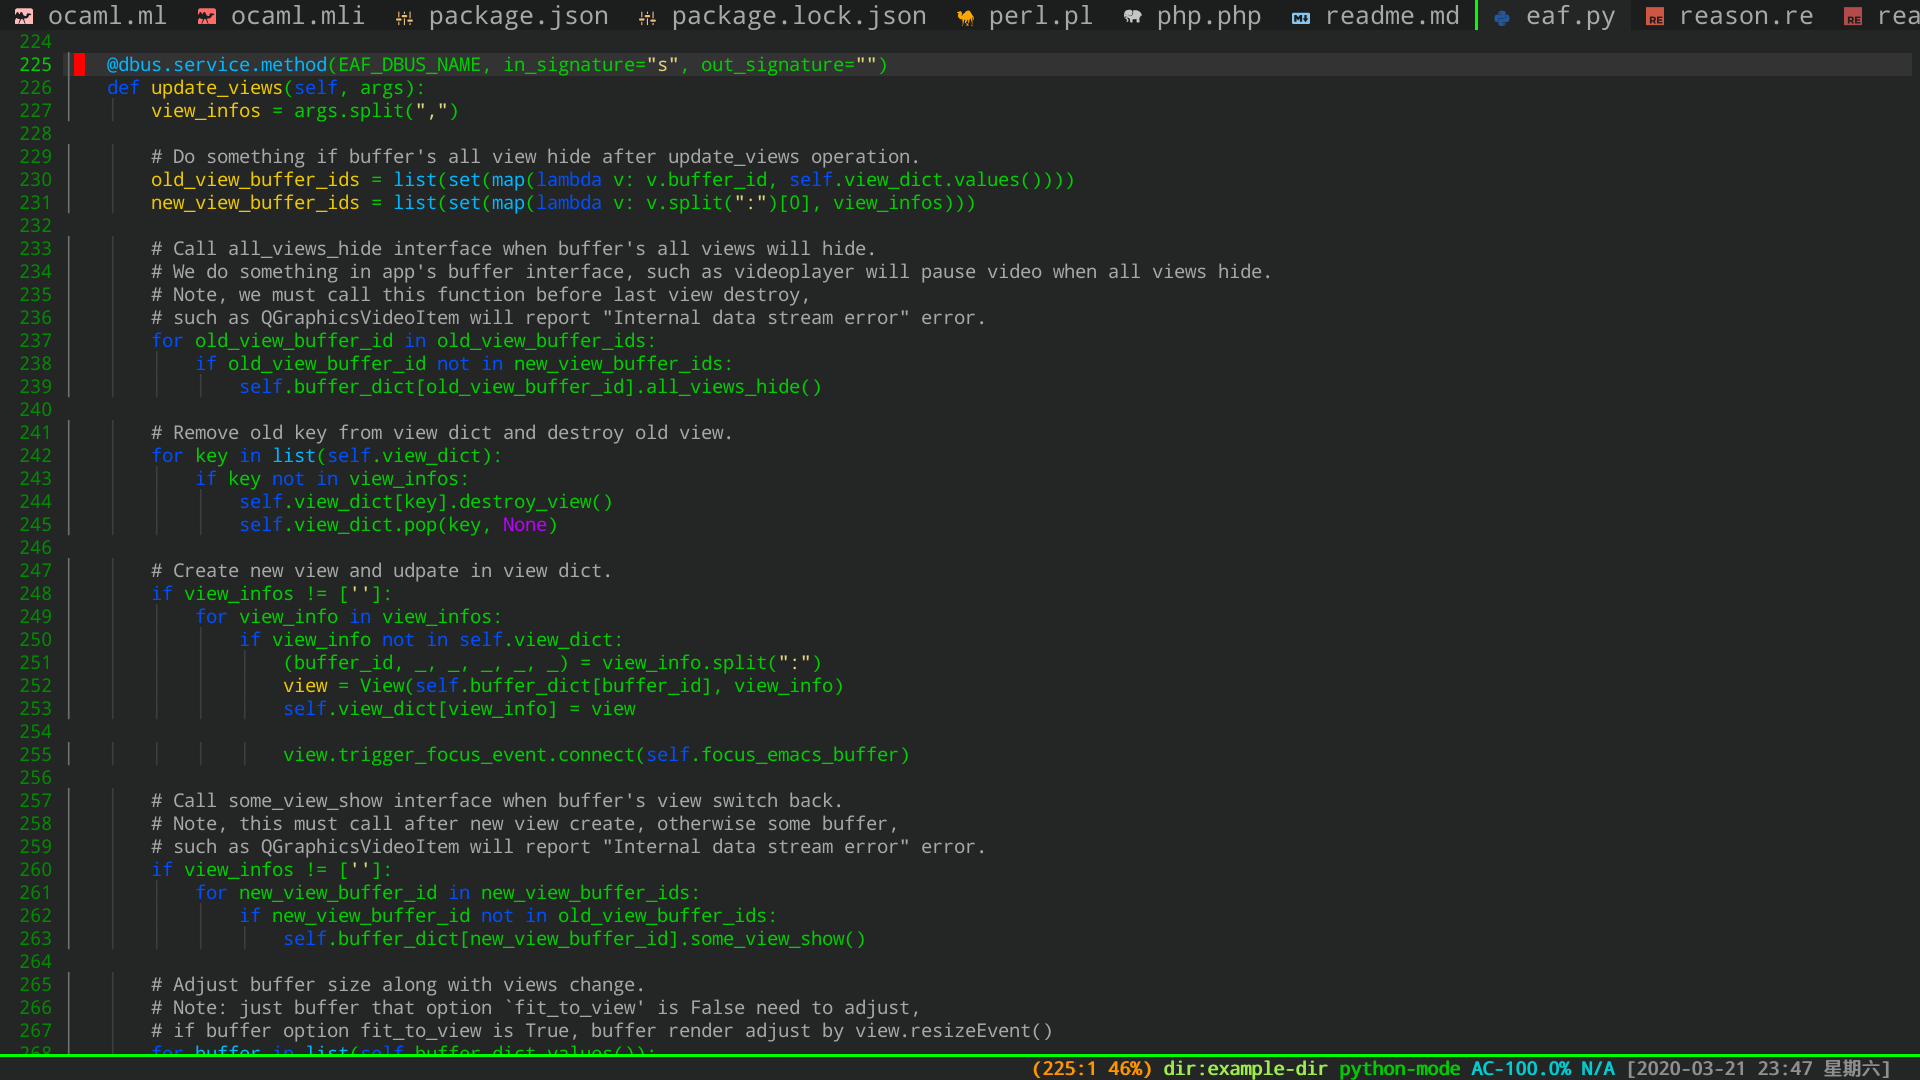 ocaml.ml ocaml.mli package.json package.lock.json perl.pl php.php readme.md eaf.py reason.re rea
224
225 @dbus.service.method(EAF_DBUS_NAME, in_signature="s", out_signature="")
226 def update_views(self, args):
227 view_infos = args.split(",")
228
229 # Do something if buffer's all view hide after update_views operation.
230 old_view_buffer_ids = list(set(map(lambda v: v.buffer_id, self.view_dict.values())))
231 new_view_buffer_ids = list(set(map(lambda v: v.split(":")[0], view_infos)))
232
233 # Call all_views_hide interface when buffer's all views will hide.
234 # We do something in app's buffer interface, such as videoplayer will pause video when all views hide.
235 # Note, we must call this function before last view destroy,
236 # such as QGraphicsVideoItem will report "Internal data stream error" error.
237 for old_view_buffer_id in old_view_buffer_ids:
238 if old_view_buffer_id not in new_view_buffer_ids:
239 self.buffer_dict[old_view_buffer_id].all_views_hide()
240
241 # Remove old key from view dict and destroy old view.
242 for key in list(self.view_dict):
243 if key not in view_infos:
244 self.view_dict[key].destroy_view()
245 self.view_dict.pop(key, None)
246
247 # Create new view and udpate in view dict.
248 if view_infos != ['']:
249 for view_info in view_infos:
250 if view_info not in self.view_dict:
251 (buffer_id, _, _, _, _, _) = view_info.split(":")
252 view = View(self.buffer_dict[buffer_id], view_info)
253 self.view_dict[view_info] = view
254
255 view.trigger_focus_event.connect(self.focus_emacs_buffer)
256
257 # Call some_view_show interface when buffer's view switch back.
258 # Note, this must call after new view create, otherwise some buffer,
259 # such as QGraphicsVideoItem will report "Internal data stream error" error.
260 if view_infos != ['']:
261 for new_view_buffer_id in new_view_buffer_ids:
262 if new_view_buffer_id not in old_view_buffer_ids:
263 self.buffer_dict[new_view_buffer_id].some_view_show()
264
265 # Adjust buffer size along with views change.
266 # Note: just buffer that option `fit_to_view' is False need to adjust,
267 # if buffer option fit_to_view is True, buffer render adjust by view.resizeEvent()
268 for buffer in list(self.buffer_dict.values()):
(225:1 46%) dir:example-dir python-mode AC-100.0% N/A [2020-03-21 23:47 星期六]